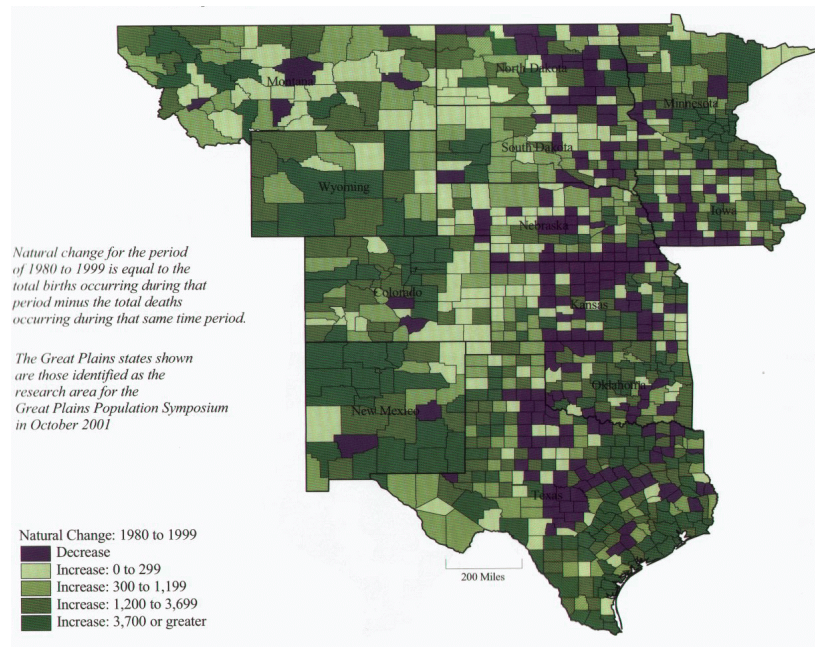 Montana
North Dakota
Minnesota
South Dakota
Wyoming
Iowa
Nebraska
Natural change for the period
of 1980 to 1999 is equal to the
total births occurring during that
period minus the total deaths
occurring during that same time period.
Colorado
Kansas
The Great Plains states shown
are those identified as the
research area for the
Great Plains Population Symposium
in October 2001
Oklahoma
New Mexico
Texas
Natural Change: 1980 to 1999
Decrease
Increase: 0 to 299
Increase: 300 to 1,199
Increase: 1,200 to 3,699
Increase: 3,700 or greater
200 Miles